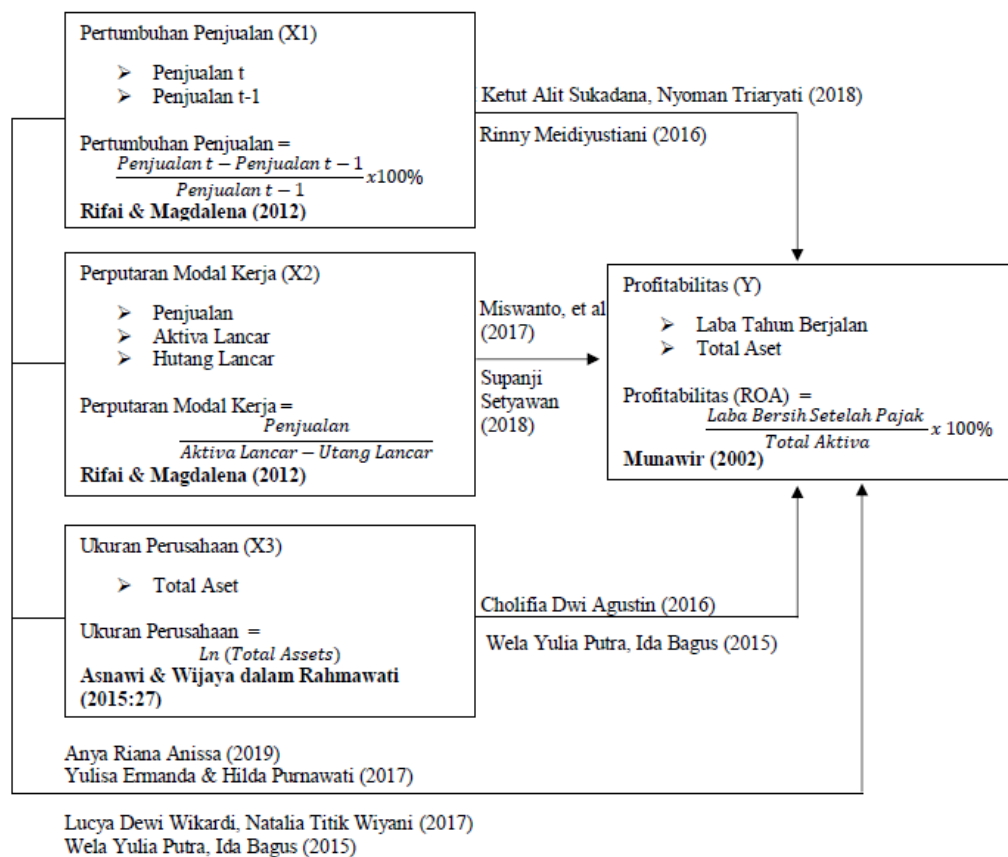 Pertumbuhan Penjualan (X1)
➢ Penjualan t
➢ Penjualan t-1
Pertumbuhan Penjualan =
Penjualan t − Penjualan t − 1
x100%
Penjualan t − 1
Rifai & Magdalena (2012)
Ketut Alit Sukadana, Nyoman Triaryati (2018)
Rinny Meidiyustiani (2016)
Perputaran Modal Kerja (X2)
➢ Penjualan
➢ Aktiva Lancar
➢ Hutang Lancar
Perputaran Modal Kerja =
Penjualan
Aktiva Lancar − Utang Lancar
Rifai & Magdalena (2012)
Miswanto, et al
(2017)
Supanji
Setyawan
(2018)
Profitabilitas (Y)
➢ Laba Tahun Berjalan
➢ Total Aset
Profitabilitas (ROA) =
Laba Bersih Setelah Pajak
x 100%
Total Aktiva
Munawir (2002)
Ukuran Perusahaan (X3)
➢ Total Aset
Ukuran Perusahaan =
Ln (Total Assets)
Asnawi & Wijaya dalam Rahmawati
(2015:27)
Cholifia Dwi Agustin (2016)
Wela Yulia Putra, Ida Bagus (2015)
Anya Riana Anissa (2019)
Yulisa Ermanda & Hilda Purnawati (2017)
Lucya Dewi Wikardi, Natalia Titik Wiyani (2017)
Wela Yulia Putra, Ida Bagus (2015)